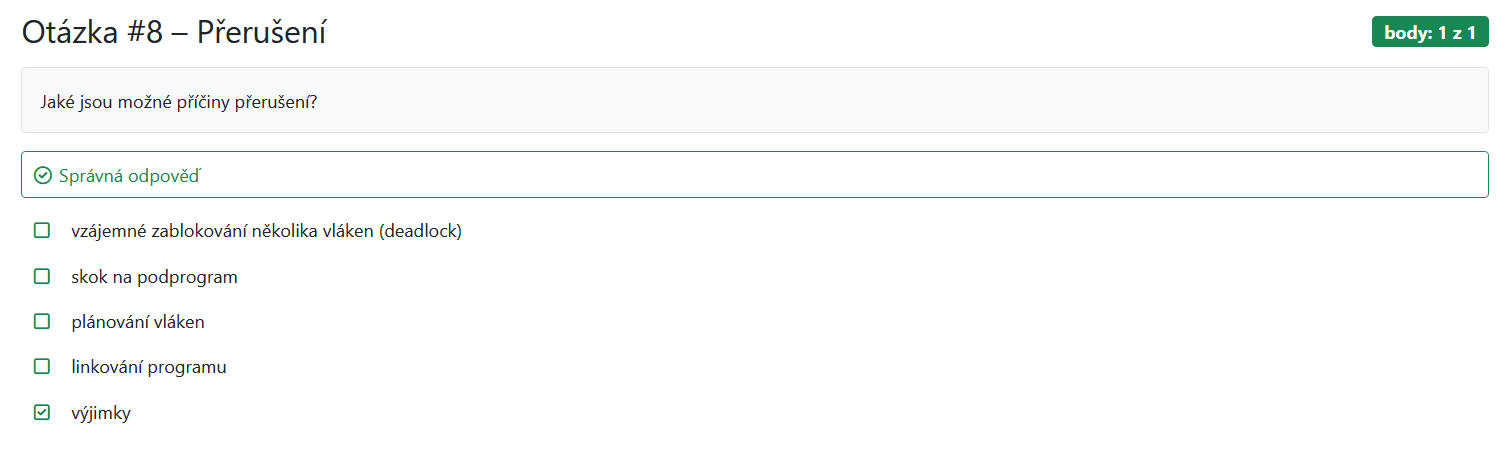 Otázka #8 – Přerušení
body: 1 z 1
Jaké jsou možné příčiny přerušení?
Správná odpověď
vzájemné zablokování několika vláken (deadlock)
skok na podprogram
plánování vláken
linkování programu
výjimky